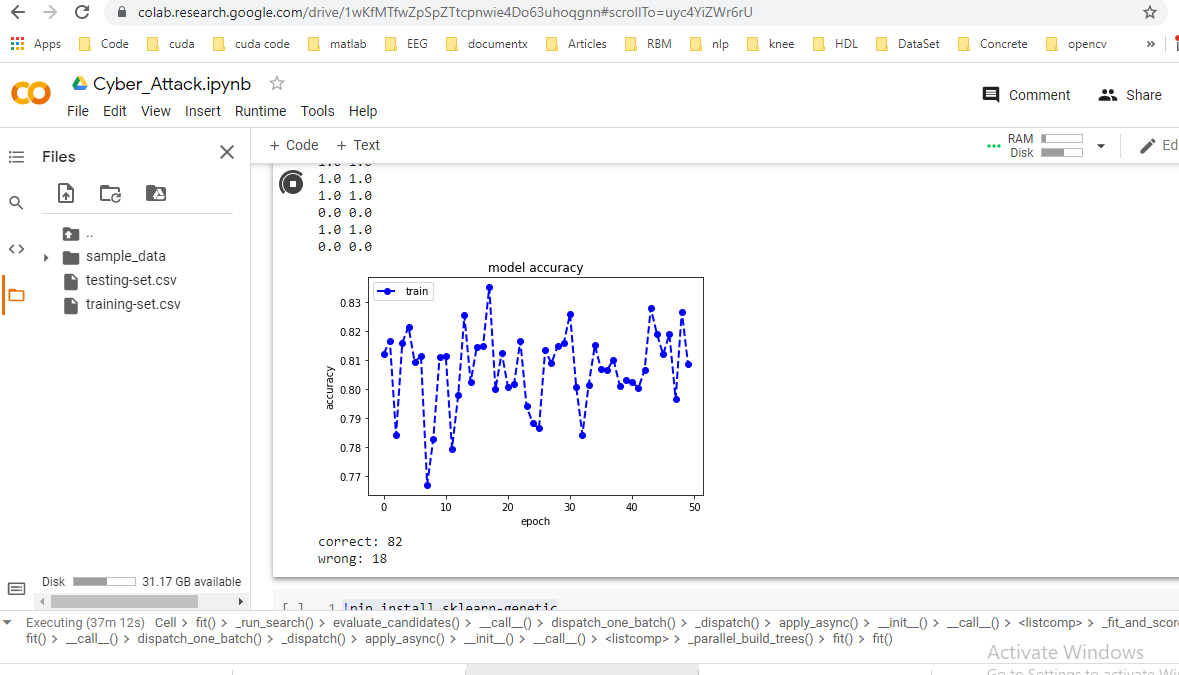 colab.research.google.com/drive/1wKfMTfwZpSpZTtcpnwie4Do63uhoqgnn#scrollTo=uyc4YiZWr6rU
Apps Code cuda cuda code matlab EEG documentx Articles RBM nlp knee HDL DataSet Concrete opencv »
CO Cyber_Attack.ipynb
File Edit View Insert Runtime Tools Help
Comment Share
Files
+ Code + Text
RAM
Disk
Ed
..
sample_data
testing-set.csv
training-set.csv
1.0 1.0
1.0 1.0
1.0 1.0
0.0 0.0
1.0 1.0
0.0 0.0
model accuracy
train
0.83
0.82
0.81
0.80
0.79
0.78
0.77
accuracy
0 10 20 30 40 50
epoch
correct: 82
wrong: 18
Disk 31.17 GB available
[ ] 1 !pip install sklearn-genetic
Executing (37m 12s) Cell > fit() > _run_search() > evaluate_candidates() > __call__() > dispatch_one_batch() > _dispatch() > apply_async() > __init__() > __call__() > <listcomp> > _fit_and_score
fit() > __call__() > dispatch_one_batch() > _dispatch() > apply_async() > __init__() > __call__() > <listcomp> > _parallel_build_trees() > fit() > fit()
Activate Windows
Go to Settings to activate Wi